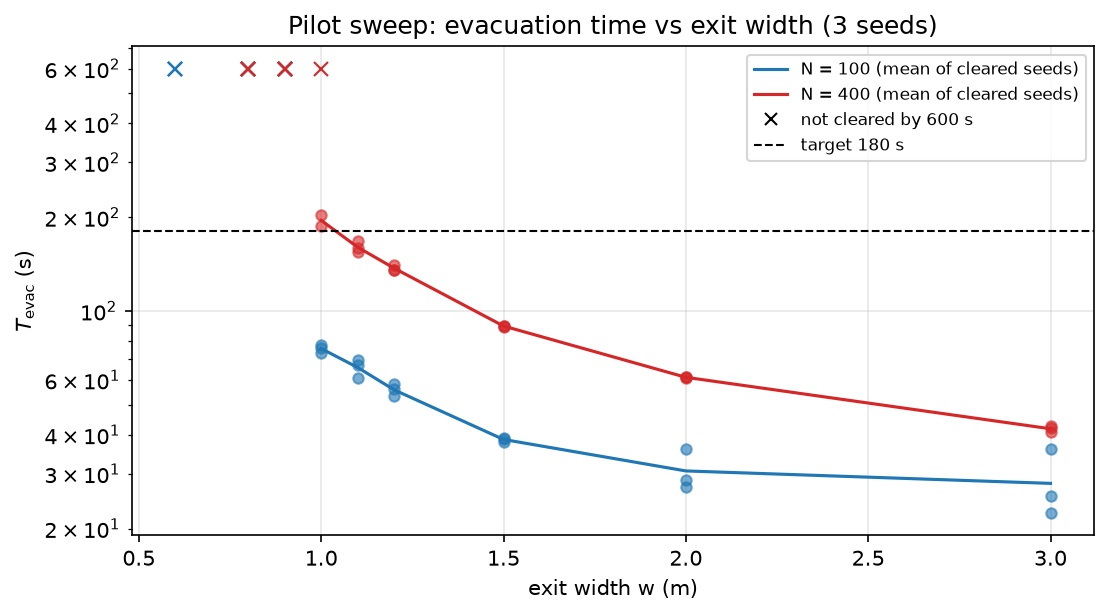 Pilot sweep: evacuation time vs exit width (3 seeds)
N = 100 (mean of cleared seeds)
N = 400 (mean of cleared seeds)
not cleared by 600 s
target 180 s
T_evac (s)
6 × 10²
4 × 10²
3 × 10²
2 × 10²
10²
6 × 10¹
4 × 10¹
3 × 10¹
2 × 10¹
0.5 1.0 1.5 2.0 2.5 3.0
exit width w (m)